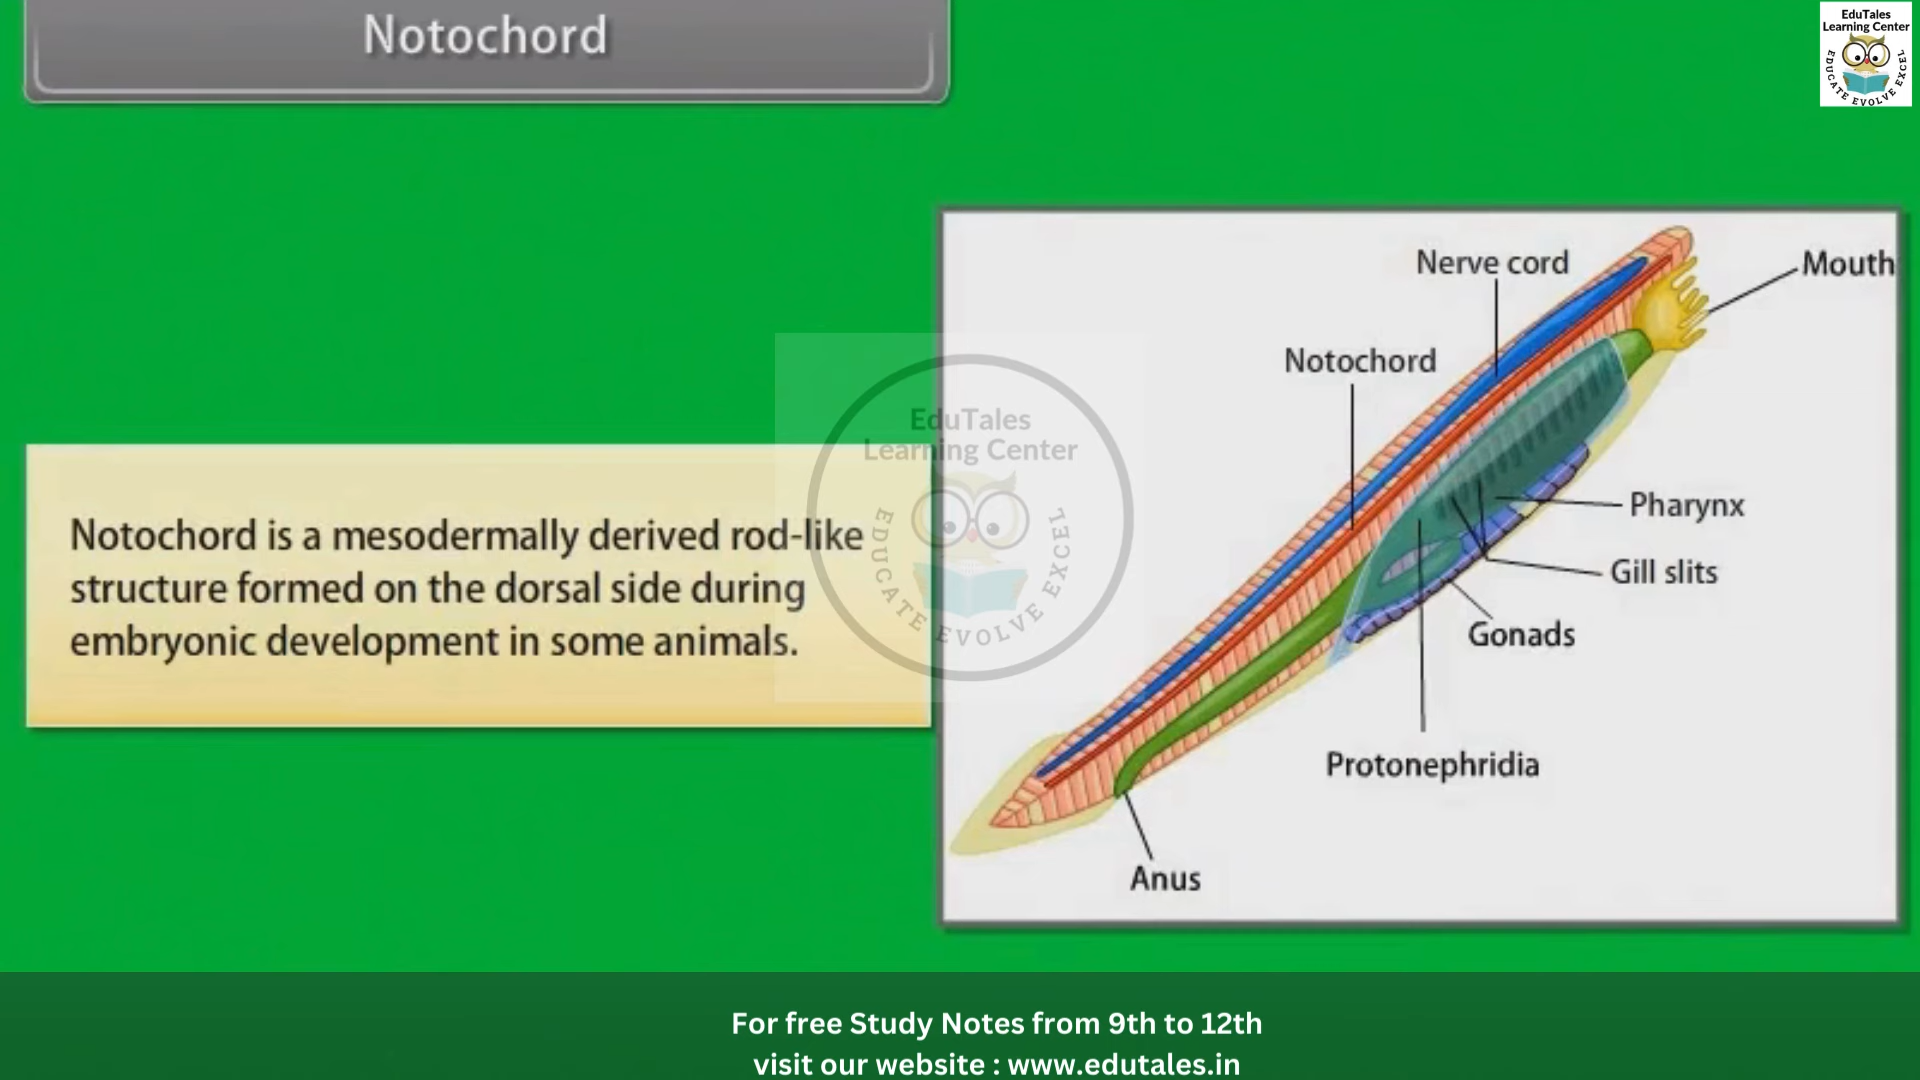 Notochord
EduTales
Learning Center
EDUCATE EVOLVE EXCEL
Nerve cord
Mouth
Notochord
EduTales
Learning Center
EDUCATE EVOLVE EXCEL
Notochord is a mesodermally derived rod-like
structure formed on the dorsal side during
embryonic development in some animals.
Pharynx
Gill slits
Gonads
Protonephridia
Anus
For free Study Notes from 9th to 12th
visit our website : www.edutales.in